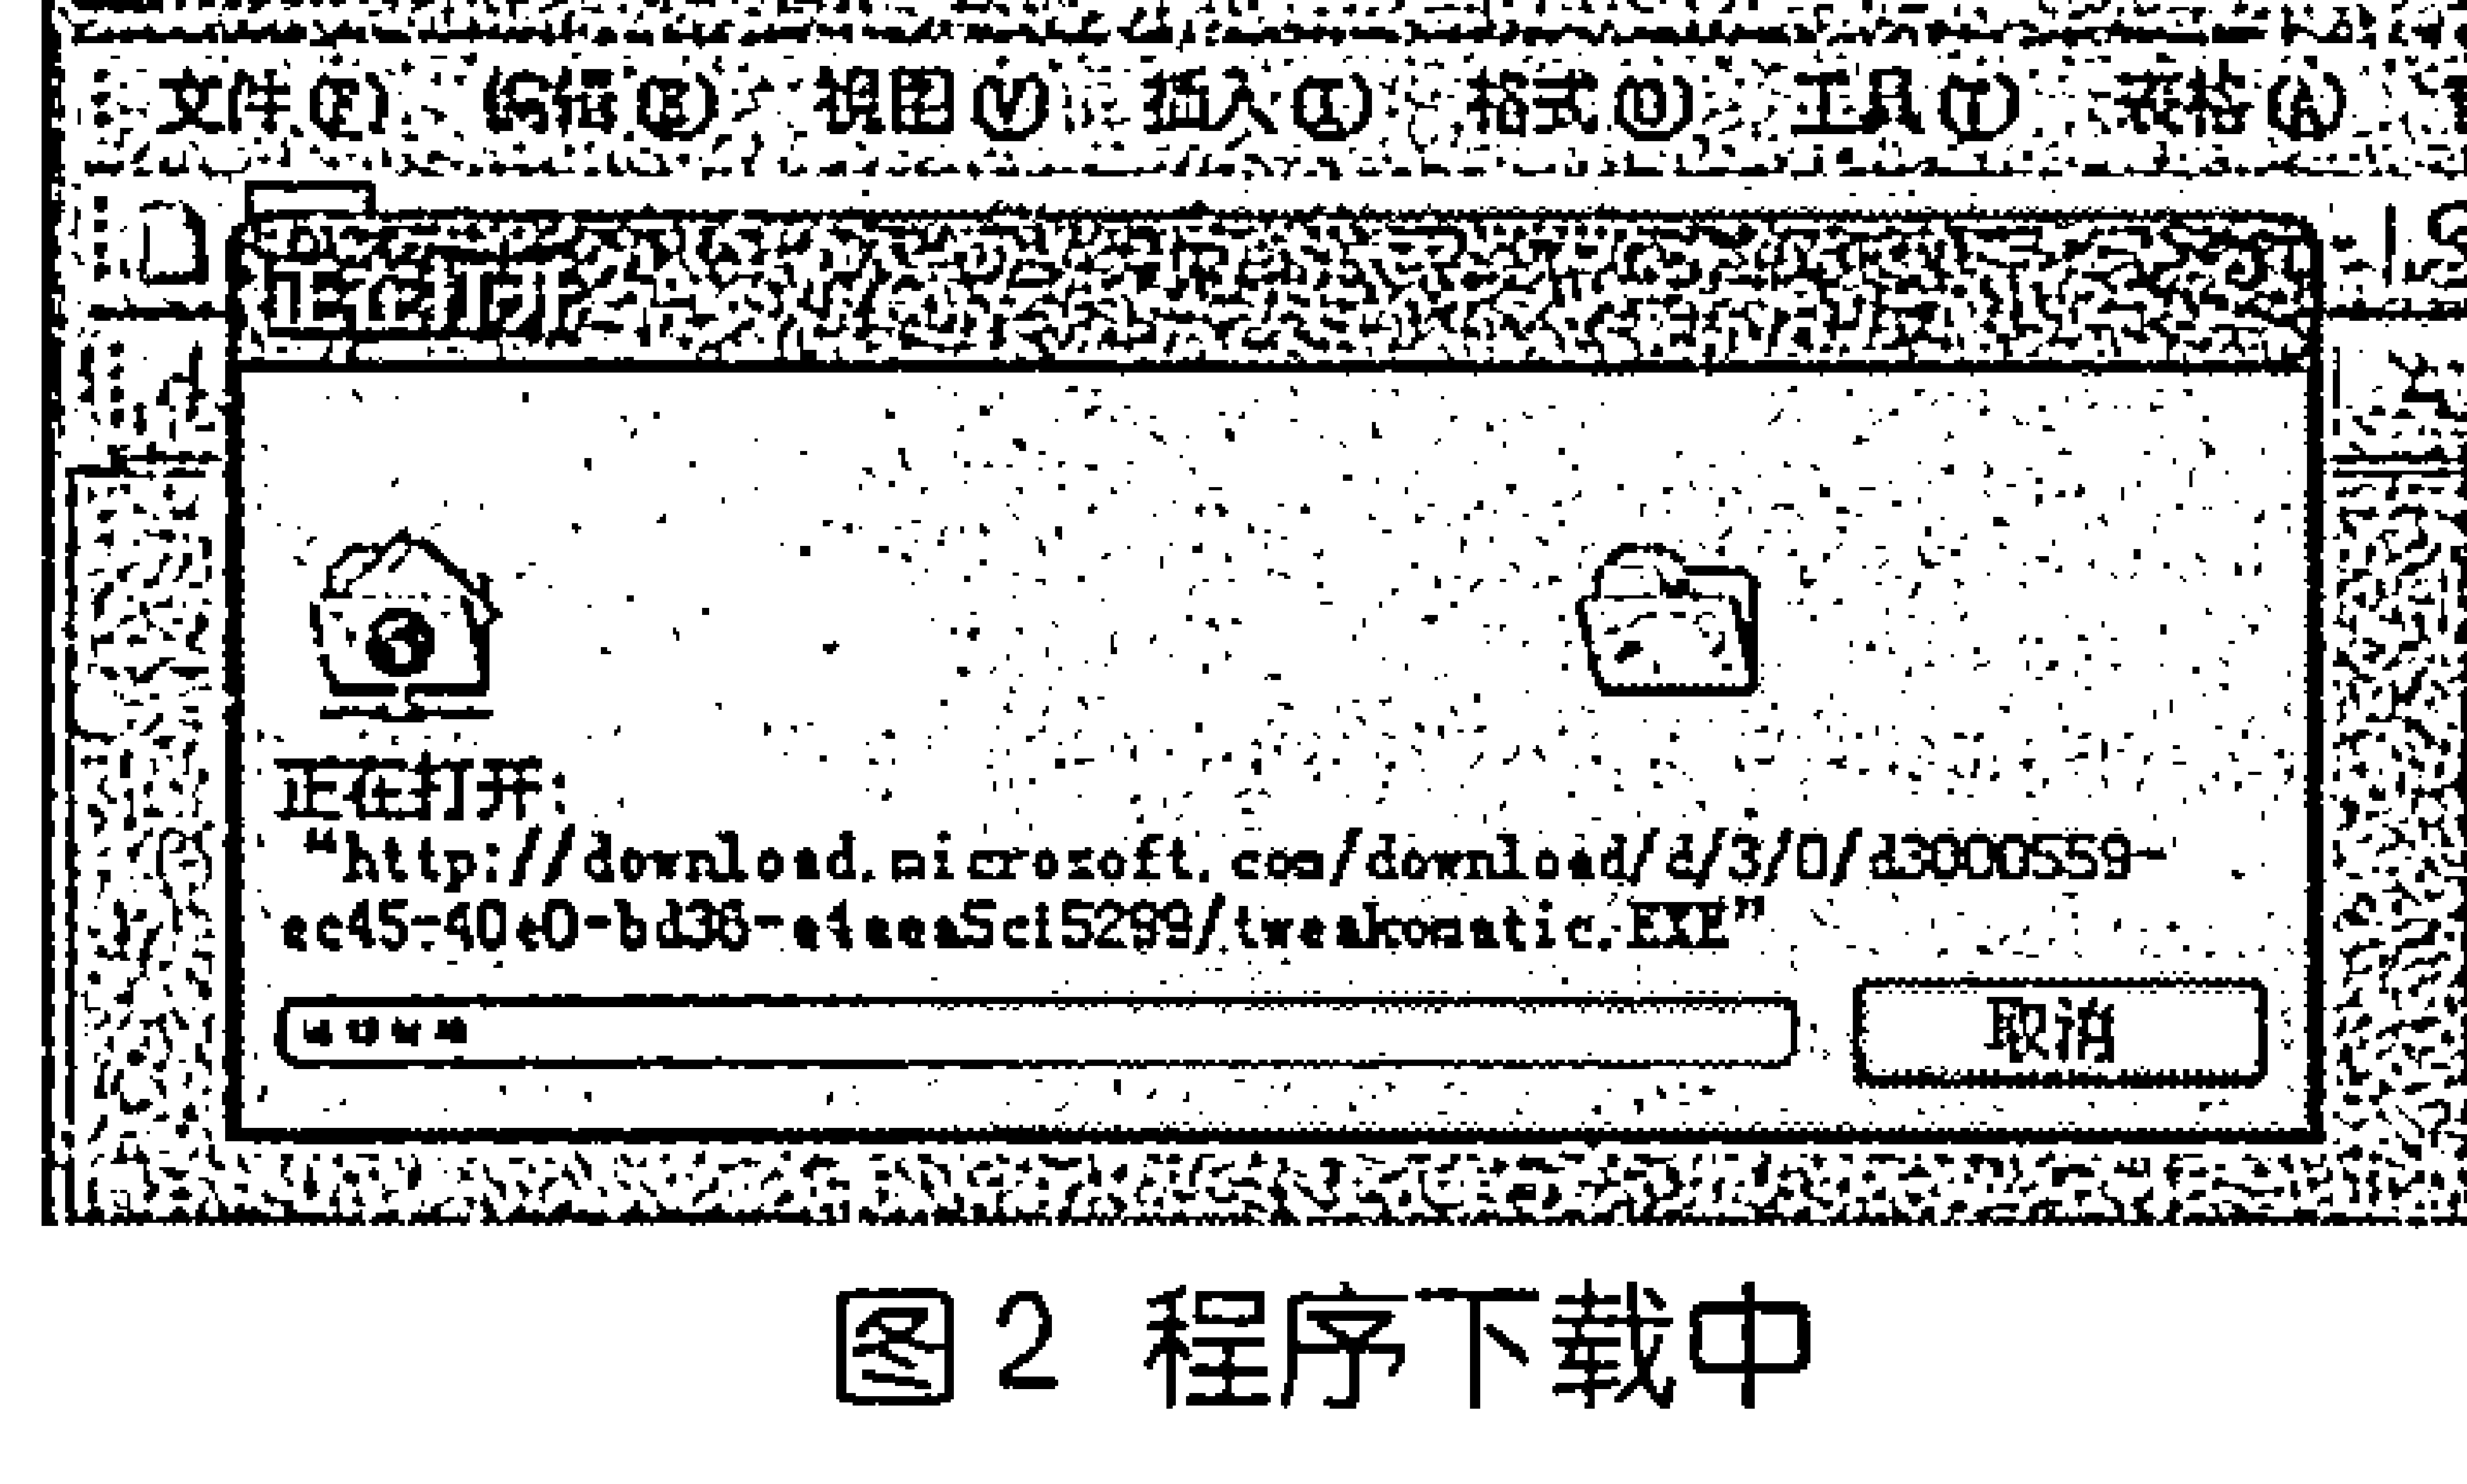 文件(F) 编辑(E) 视图(V) 插入(I) 格式(O) 工具(T) 表格(A)
正在打开
正在打开:
“http://download.microsoft.com/download/d/3/0/d3000559-
ec45-40e0-bd36-e4aea5cf5299/tweakomatic.EXE”
取消
图2 程序下载中